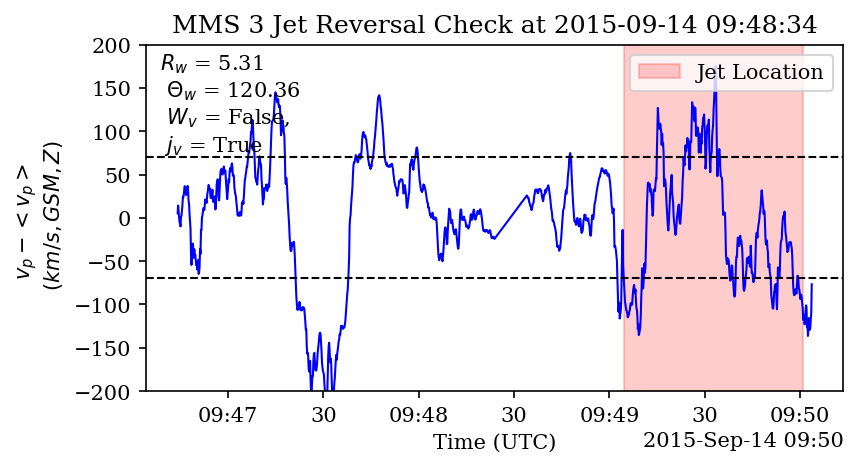 MMS 3 Jet Reversal Check at 2015-09-14 09:48:34
R_w = 5.31
Θ_w = 120.36
W_v = False,
j_v = True
Jet Location
v_p − < v_p >
(km/s, GSM, Z)
200
150
100
50
0
−50
−100
−150
−200
09:47 30 09:48 30 09:49 30 09:50
Time (UTC)
2015-Sep-14 09:50